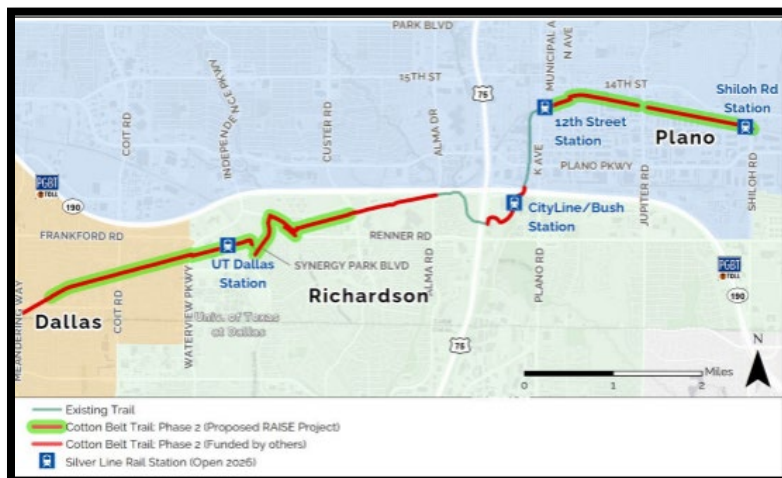 PARK BLVD
MUNICIPAL A
N AVE
15TH ST
14TH ST
INDEPENDENCE PKWY
COIT RD
CUSTER RD
ALMA DR
75
Shiloh Rd
Station
12th Street
Station
Plano
K AVE
PLANO PKWY
JUPITER RD
SHILOH RD
PGBT
TOLL
190
CityLine/Bush
Station
FRANKFORD RD
RENNER RD
UT Dallas
Station
SYNERGY PARK BLVD
Richardson
ALMA RD
PLANO RD
PGBT
TOLL
190
MEANDERING WAY
Dallas
COIT RD
WATERVIEW PKWY
Univ. of Texas
at Dallas
75
N
Miles
0
1
2
Existing Trail
Cotton Belt Trail: Phase 2 (Proposed RAISE Project)
Cotton Belt Trail: Phase 2 (Funded by others)
Silver Line Rail Station (Open 2026)